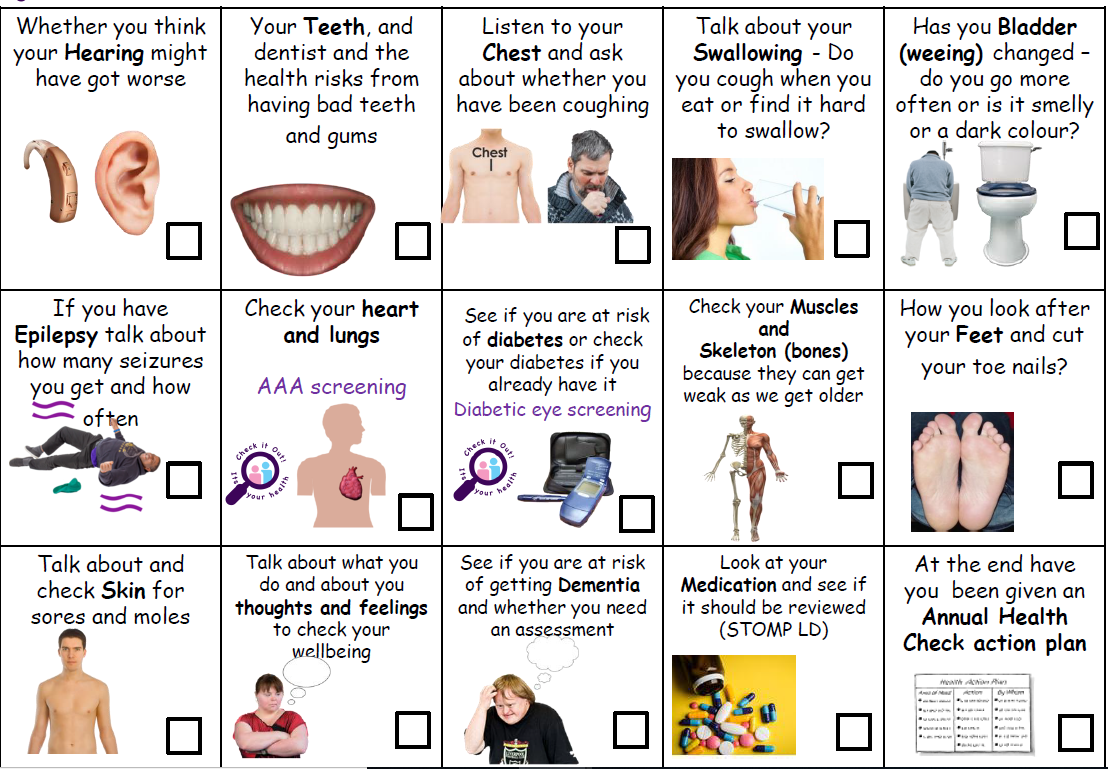 Whether you think
your Hearing might
have got worse
Your Teeth, and
dentist and the
health risks from
having bad teeth
and gums
Listen to your
Chest and ask
about whether you
have been coughing
Chest
Talk about your
Swallowing - Do
you cough when you
eat or find it hard
to swallow?
Has you Bladder
(weeing) changed –
do you go more
often or is it smelly
or a dark colour?
If you have
Epilepsy talk about
how many seizures
you get and how
often
Check your heart
and lungs
AAA screening
Check it Out!
Its your health
See if you are at risk
of diabetes or check
your diabetes if you
already have it
Diabetic eye screening
Check it Out!
Its your health
Check your Muscles
and
Skeleton (bones)
because they can get
weak as we get older
How you look after
your Feet and cut
your toe nails?
Talk about and
check Skin for
sores and moles
Talk about what you
do and about you
thoughts and feelings
to check your
wellbeing
See if you are at risk
of getting Dementia
and whether you need
an assessment
Look at your
Medication and see if
it should be reviewed
(STOMP LD)
At the end have
you been given an
Annual Health
Check action plan
Health Action Plan
Area of Need Action By Whom